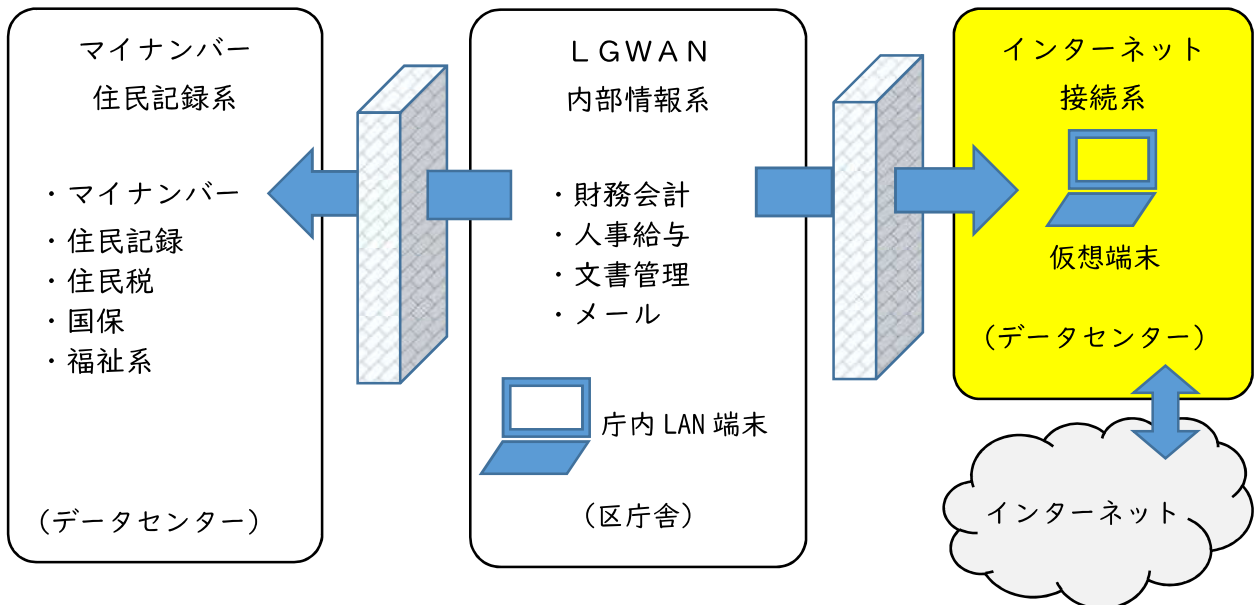 マイナンバー
住民記録系
・マイナンバー
・住民記録
・住民税
・国保
・福祉系
(データセンター)
ＬＧＷＡＮ
内部情報系
・財務会計
・人事給与
・文書管理
・メール
庁内 LAN 端末
(区庁舎)
インターネット
接続系
仮想端末
(データセンター)
インターネット